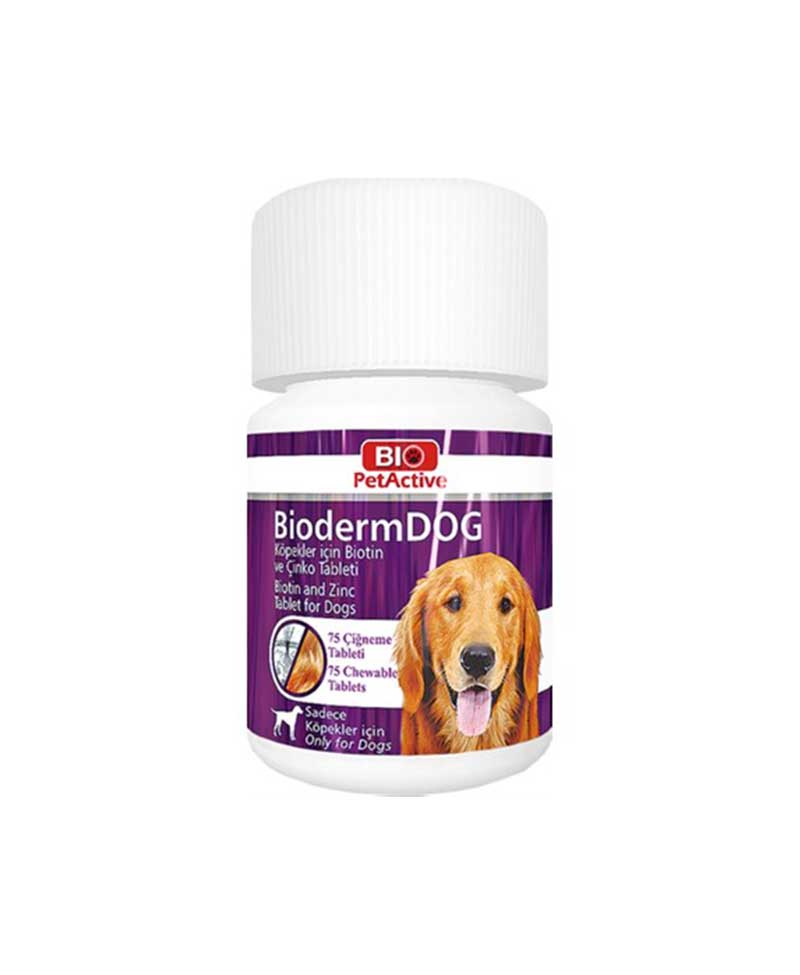 BIO
PetActive
BiodermDOG
Köpekler için Biotin
ve Çinko Tableti
Biotin and Zinc
Tablet for Dogs
75 Çiğneme
Tableti
75 Chewable
Tablets
Sadece
Köpekler için
Only for Dogs